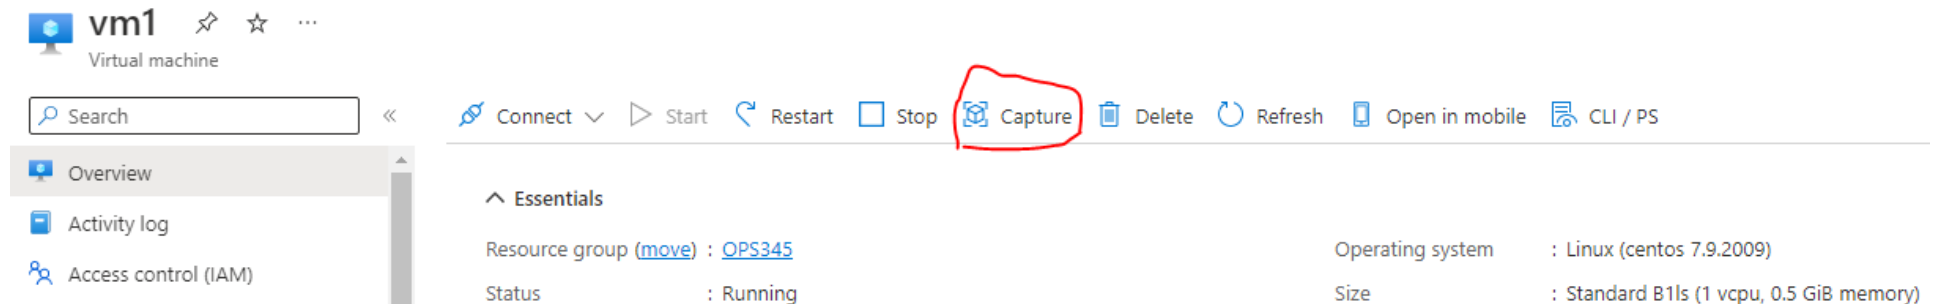 vm1 ...
Virtual machine
Search «
Connect Start Restart Stop Capture Delete Refresh Open in mobile CLI / PS
Overview
Activity log
Access control (IAM)
Essentials
Resource group (move) : OPS345
Operating system : Linux (centos 7.9.2009)
Status : Running
Size : Standard B1ls (1 vcpu, 0.5 GiB memory)